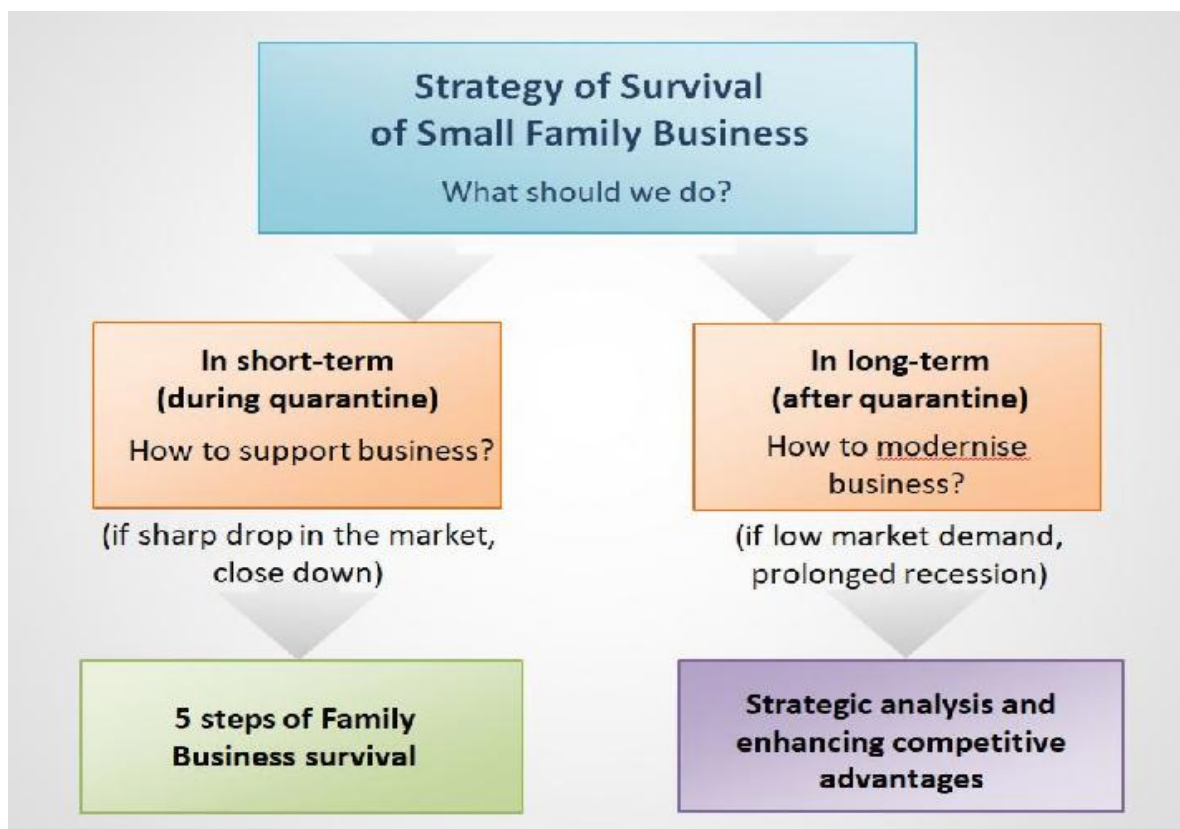 Strategy of Survival
of Small Family Business
What should we do?
In short-term
(during quarantine)
How to support business?
(if sharp drop in the market,
close down)
5 steps of Family
Business survival
In long-term
(after quarantine)
How to modernise
business?
(if low market demand,
prolonged recession)
Strategic analysis and
enhancing competitive
advantages